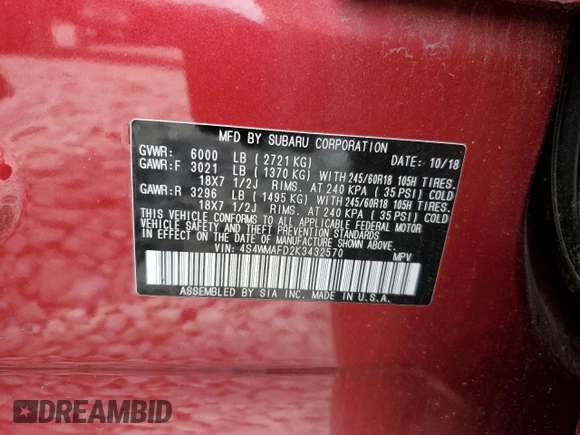 MFD BY SUBARU CORPORATION
GVWR: 6000 LB ( 2721 KG) DATE: 10/18
GAWR: F 3021 LB ( 1370 KG) WITH 245/60R18 105H TIRES.
18X7 1/2J RIMS. AT 240 KPA ( 35 PSI) COLD
GAWR: R 3296 LB ( 1495 KG) WITH 245/60R18 105H TIRES.
18X7 1/2J RIMS. AT 240 KPA ( 35 PSI) COLD
THIS VEHICLE CONFORMS TO ALL APPLICABLE FEDERAL MOTOR
VEHICLE SAFETY AND THEFT PREVENTION STANDARDS
IN EFFECT ON THE DATE OF MANUFACTURE SHOWN ABOVE.
VIN: 4S4WMAFD2K3432570 MPV
ASSEMBLED BY SIA INC. MADE IN U.S.A.
DREAMBID